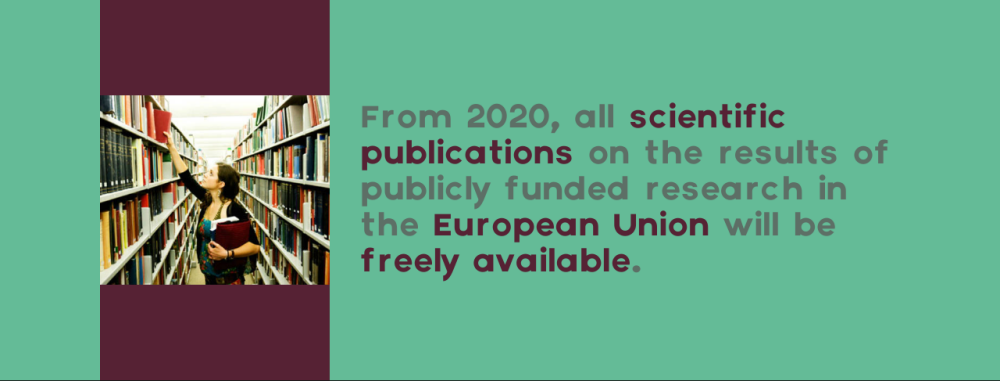 From 2020, all scientific
publications on the results of
publicly funded research in
the European Union will be
freely available.